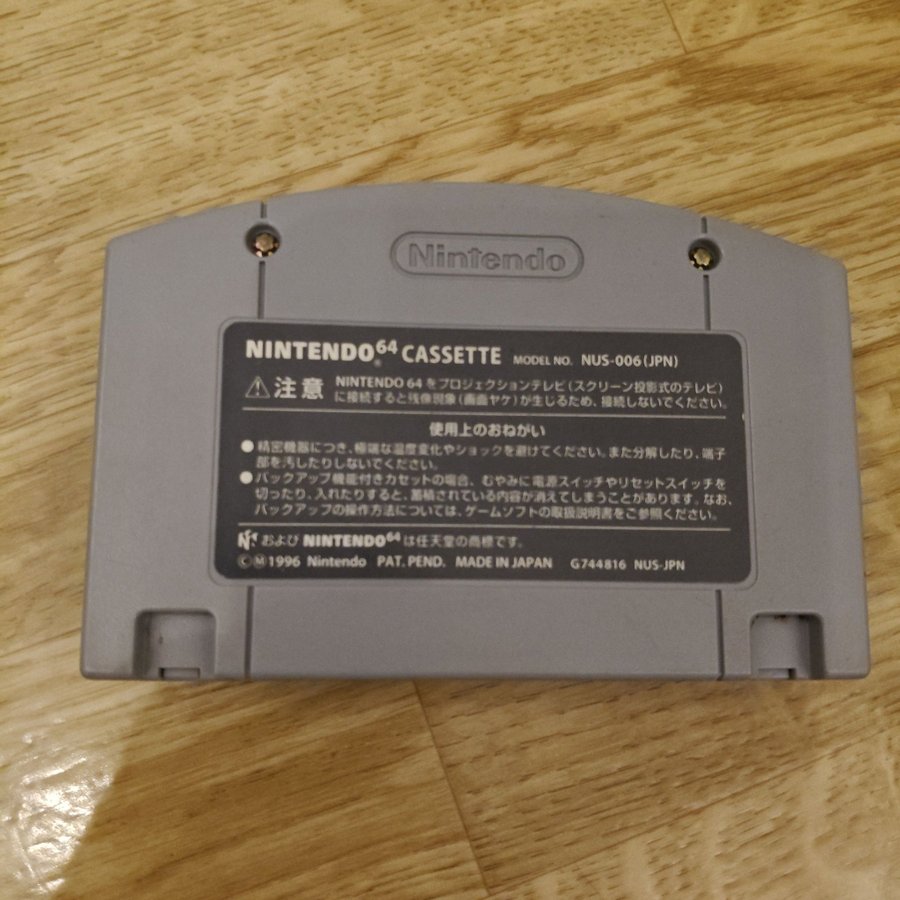 Nintendo
NINTENDO64 CASSETTE MODEL NO. NUS-006(JPN)
⚠注意 NINTENDO 64 をプロジェクションテレビ(スクリーン投影式のテレビ)
に接続すると残像現象(画面ヤケ)が生じるため、接続しないでください。
使用上のおねがい
●精密機器につき、極端な温度変化やショックを避けてください。また分解したり、端子
部を汚したりしないでください。
●バックアップ機能付きカセットの場合、むやみに電源スイッチやリセットスイッチを
切ったり、入れたりすると、蓄積されている内容が消えてしまうことがあります。なお、
バックアップの操作方法については、ゲームソフトの取扱説明書をご参照ください。
N および NINTENDO64 は任天堂の商標です。
ⒸⓂ1996 Nintendo PAT. PEND. MADE IN JAPAN G744816 NUS-JPN